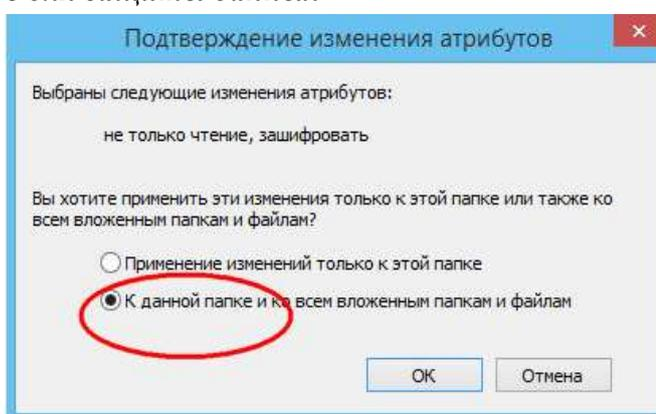 Подтверждение изменения атрибутов
Выбраны следующие изменения атрибутов:
не только чтение, зашифровать
Вы хотите применить эти изменения только к этой папке или также ко
всем вложенным папкам и файлам?
Применение изменений только к этой папке
К данной папке и ко всем вложенным папкам и файлам
ОК
Отмена